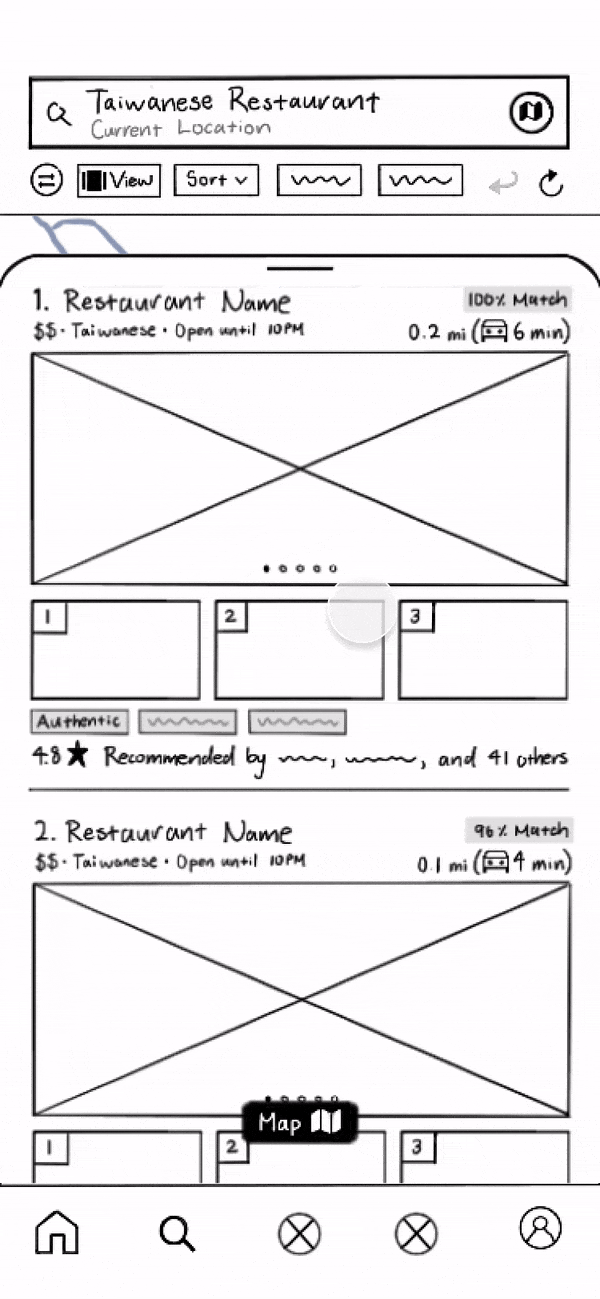 Taiwanese Restaurant
Current Location
View Sort
1. Restaurant Name 100% Match
$$ · Taiwanese · Open until 10PM 0.2 mi (6 min)
1 2 3
Authentic
4.8 ★ Recommended by , , and 41 others
2. Restaurant Name 96% Match
$$ · Taiwanese · Open until 10PM 0.1 mi (4 min)
Map
1 2 3